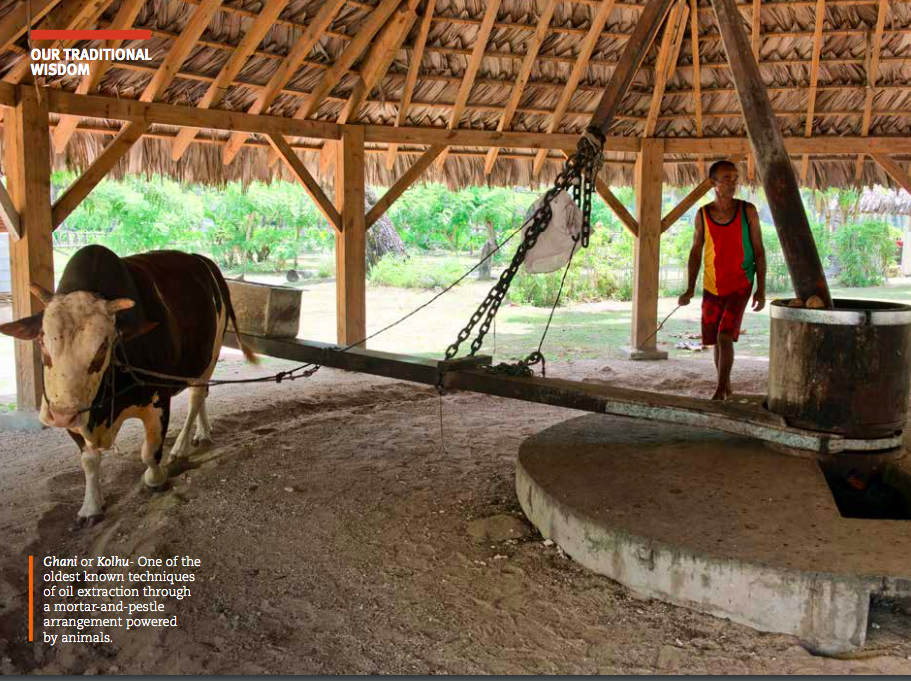 OUR TRADITIONAL
WISDOM
Ghani or Kolhu- One of the
oldest known techniques
of oil extraction through
a mortar-and-pestle
arrangement powered
by animals.